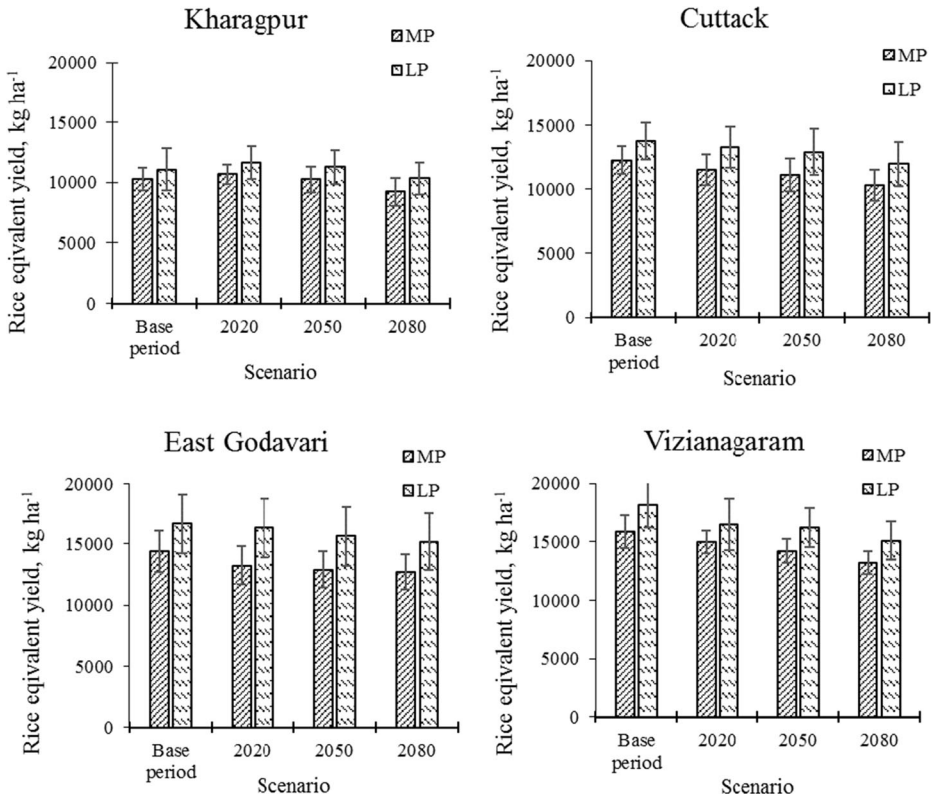 Kharagpur
MP
LP
Rice eqivalent yield, kg ha-1
20000
15000
10000
5000
0
Base period
2020
2050
2080
Scenario
Cuttack
MP
LP
Rice eqivalent yield, kg ha-1
20000
15000
10000
5000
0
Base period
2020
2050
2080
Scenario
East Godavari
MP
LP
Rice eqivalent yield, kg ha-1
20000
15000
10000
5000
0
Base period
2020
2050
2080
Scenario
Vizianagaram
MP
LP
Rice eqivalent yield, kg ha-1
20000
15000
10000
5000
0
Base period
2020
2050
2080
Scenario